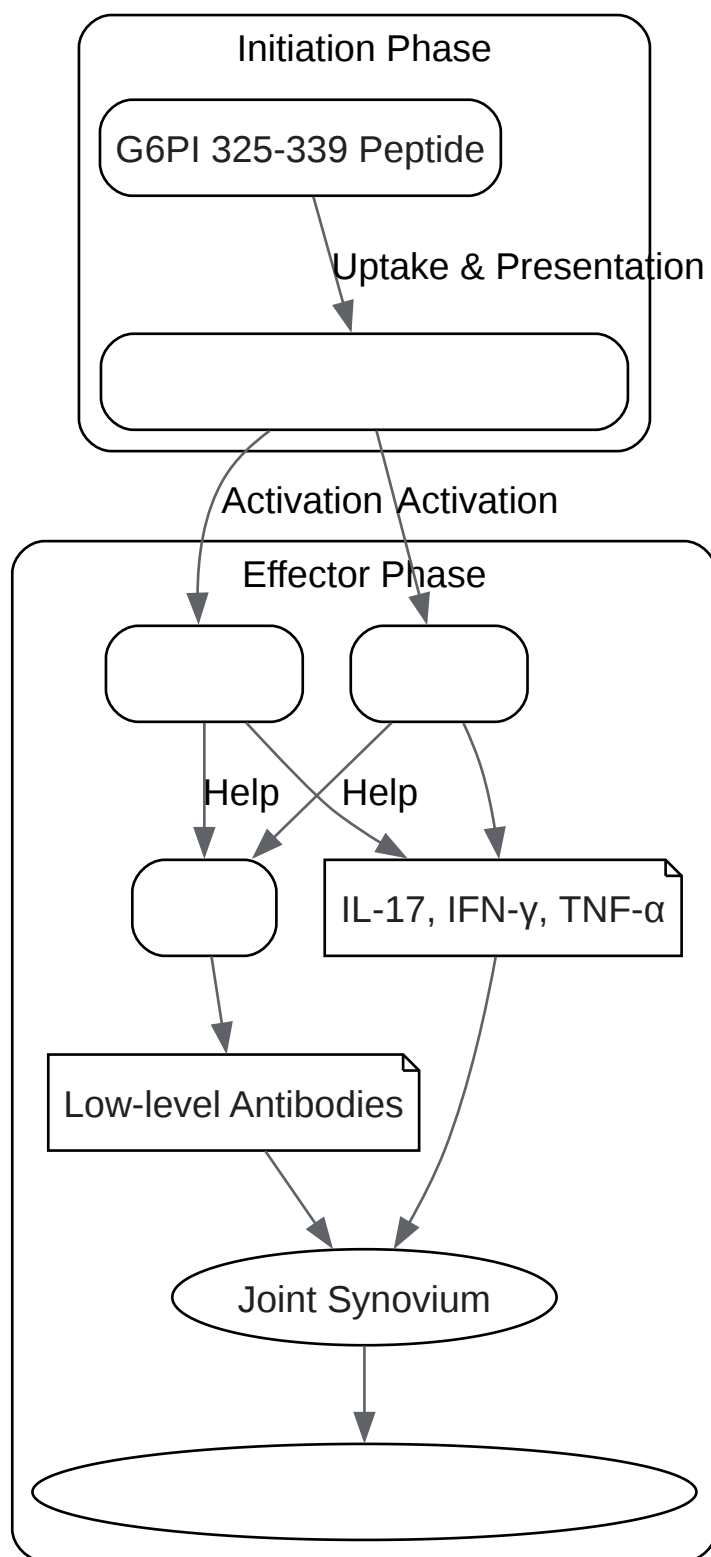 Initiation Phase
G6PI 325-339 Peptide
Uptake & Presentation
Activation
Activation
Effector Phase
Help
Help
IL-17, IFN-γ, TNF-α
Low-level Antibodies
Joint Synovium